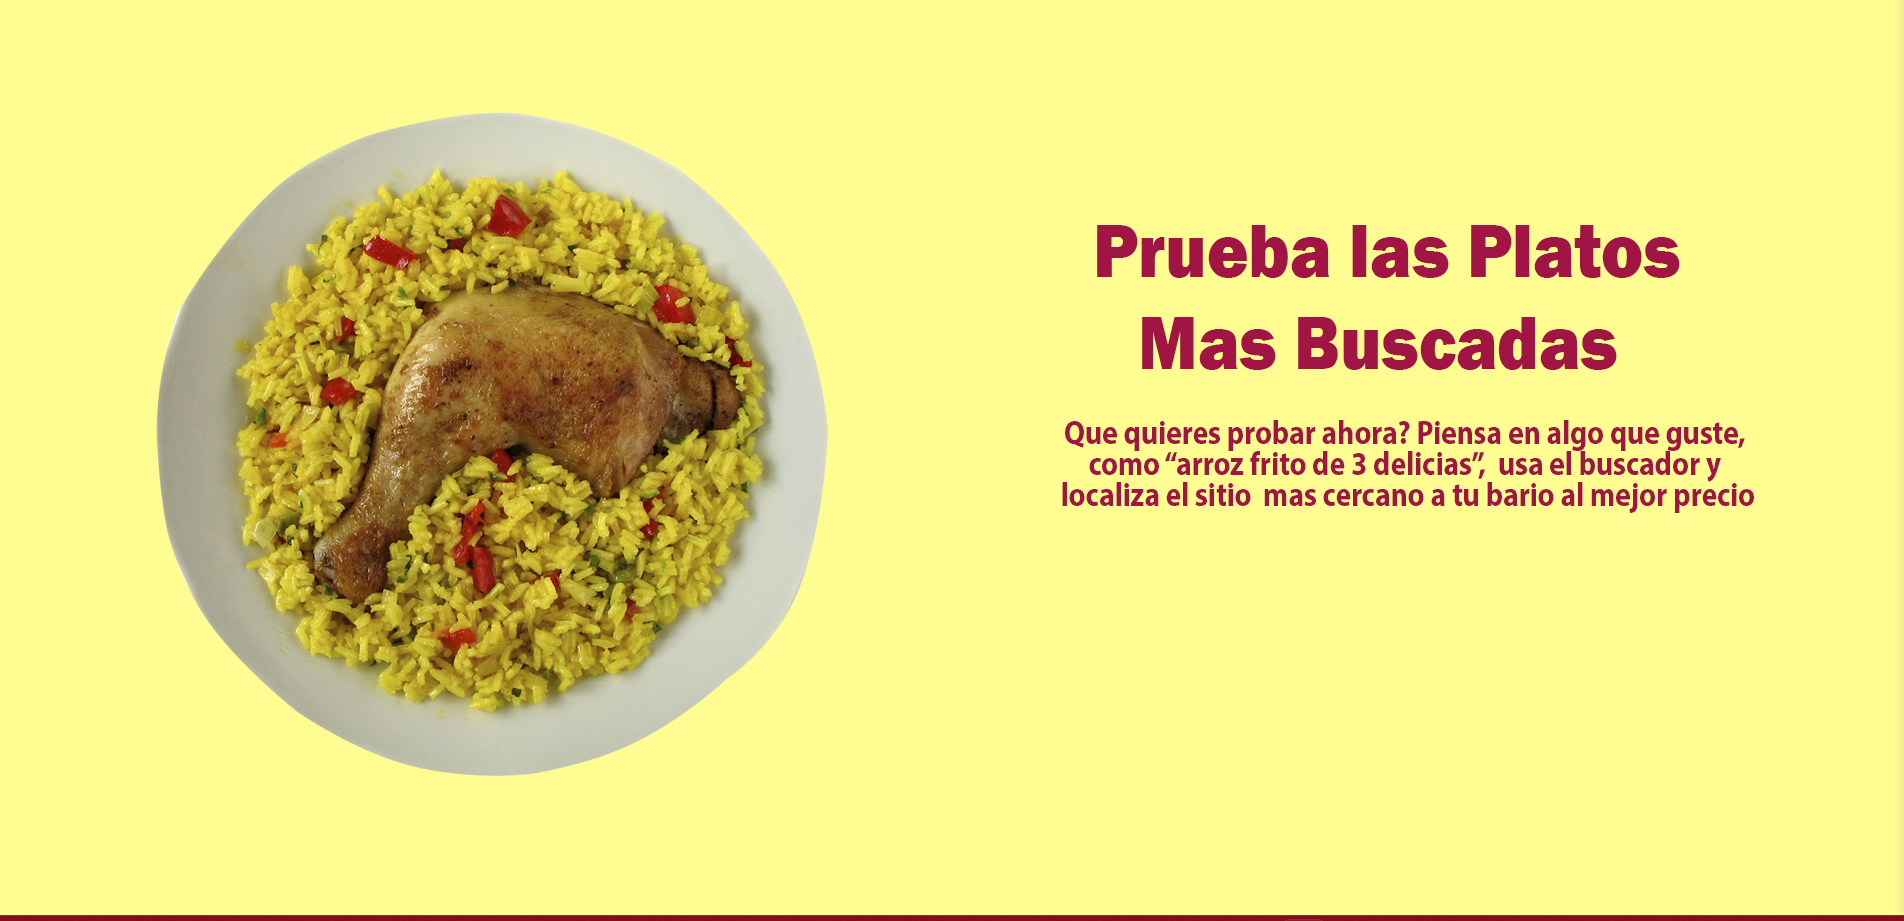 Prueba las Platos
Mas Buscadas
Que quieres probar ahora? Piensa en algo que guste,
como “arroz frito de 3 delicias”,  usa el buscador y
localiza el sitio  mas cercano a tu bario al mejor precio